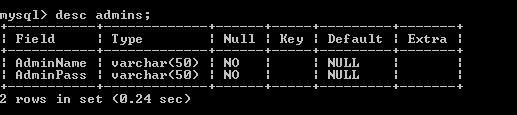 mysql> desc admins;
+-----------+-------------+------+-----+---------+-------+
| Field     | Type        | Null | Key | Default | Extra |
+-----------+-------------+------+-----+---------+-------+
| AdminName | varchar(50) | NO   |     | NULL    |       |
| AdminPass | varchar(50) | NO   |     | NULL    |       |
+-----------+-------------+------+-----+---------+-------+
2 rows in set (0.24 sec)